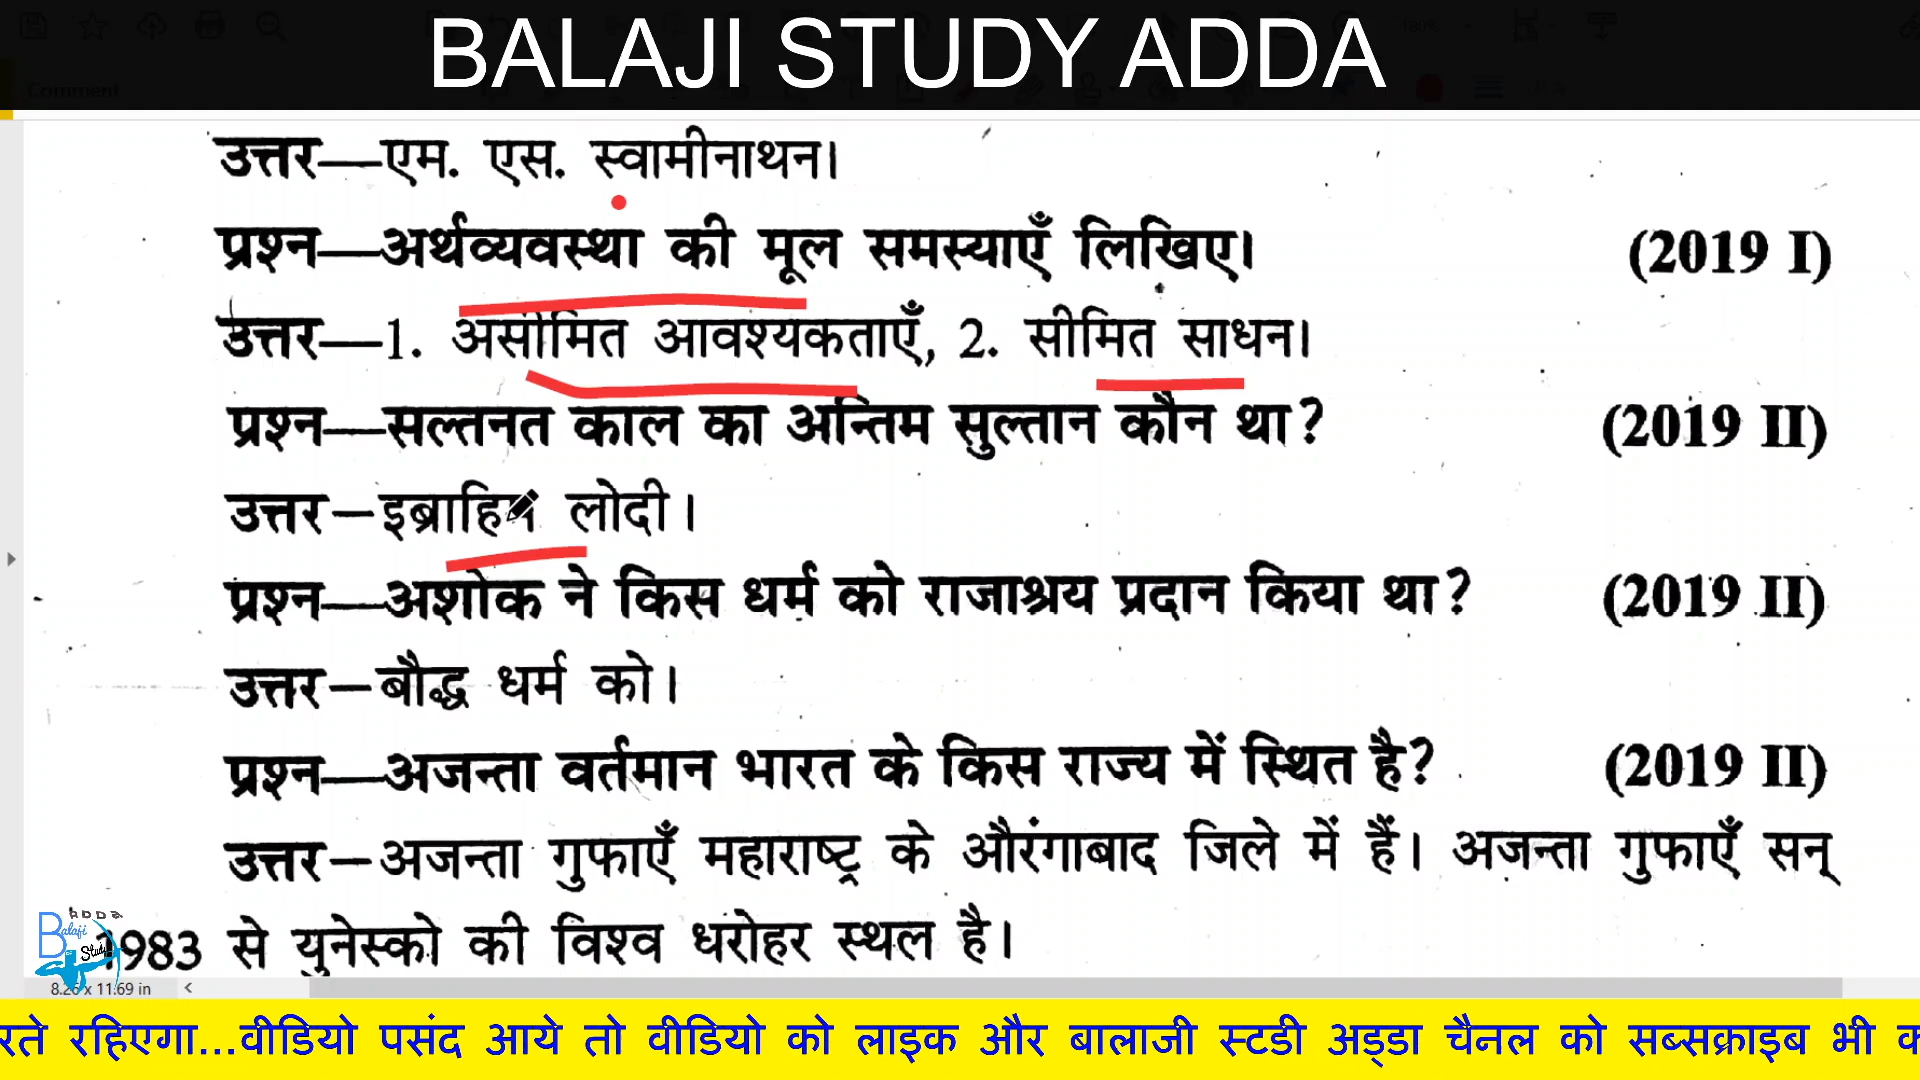 BALAJI STUDY ADDA
Comment
उत्तर—एम. एस. स्वामीनाथन।
प्रश्न—अर्थव्यवस्था की मूल समस्याएँ लिखिए। (2019 I)
उत्तर—1. असीमित आवश्यकताएँ, 2. सीमित साधन।
प्रश्न—सल्तनत काल का अन्तिम सुल्तान कौन था? (2019 II)
उत्तर—इब्राहिम लोदी।
प्रश्न—अशोक ने किस धर्म को राजाश्रय प्रदान किया था? (2019 II)
उत्तर—बौद्ध धर्म को।
प्रश्न—अजन्ता वर्तमान भारत के किस राज्य में स्थित है? (2019 II)
उत्तर—अजन्ता गुफाएँ महाराष्ट्र के औरंगाबाद जिले में हैं। अजन्ता गुफाएँ सन्
1983 से युनेस्को की विश्व धरोहर स्थल है।
ADDA
Balaji
Study
8.26 x 11.69 in
रते रहिएगा...वीडियो पसंद आये तो वीडियो को लाइक और बालाजी स्टडी अड्डा चैनल को सब्सक्राइब भी क